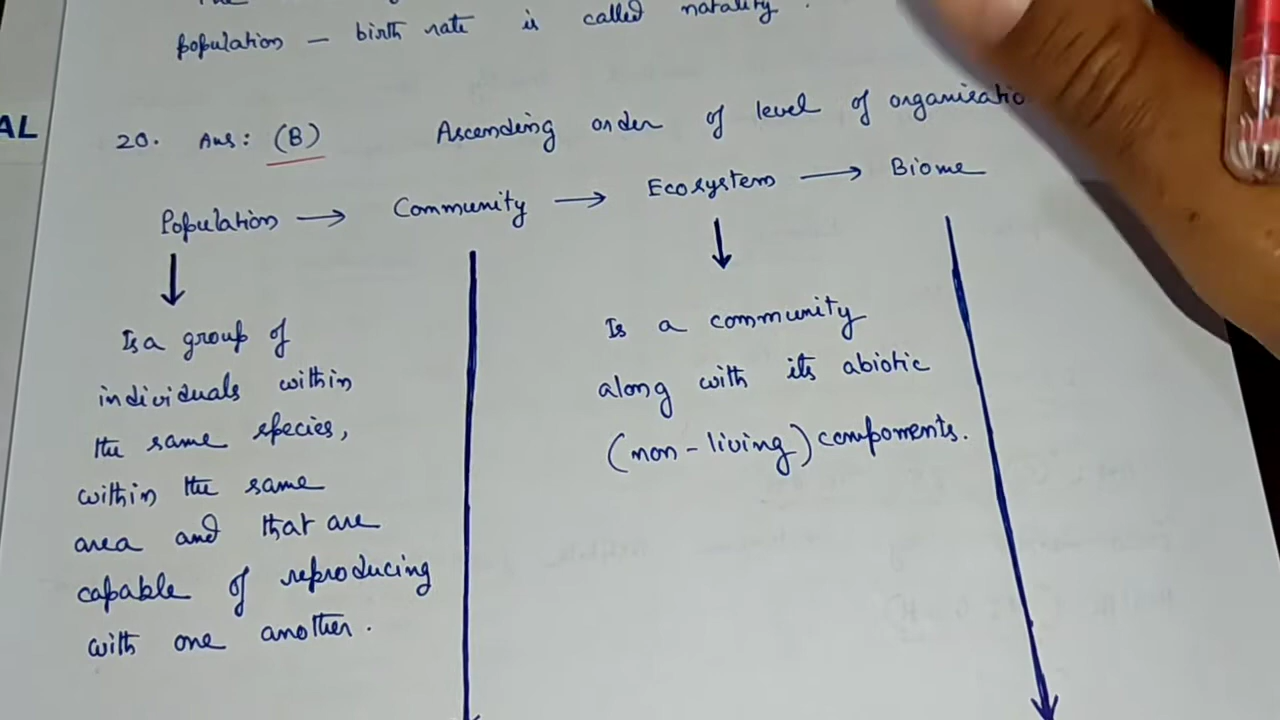 population – birth rate is called natality.
AL
20. Ans: (B) Ascending order of level of organisatio
Population → Community → Ecosystem → Biome
Is a group of
individuals within
the same species,
within the same
area and that are
capable of reproducing
with one another.
Is a community
along with its abiotic
(non-living) components.